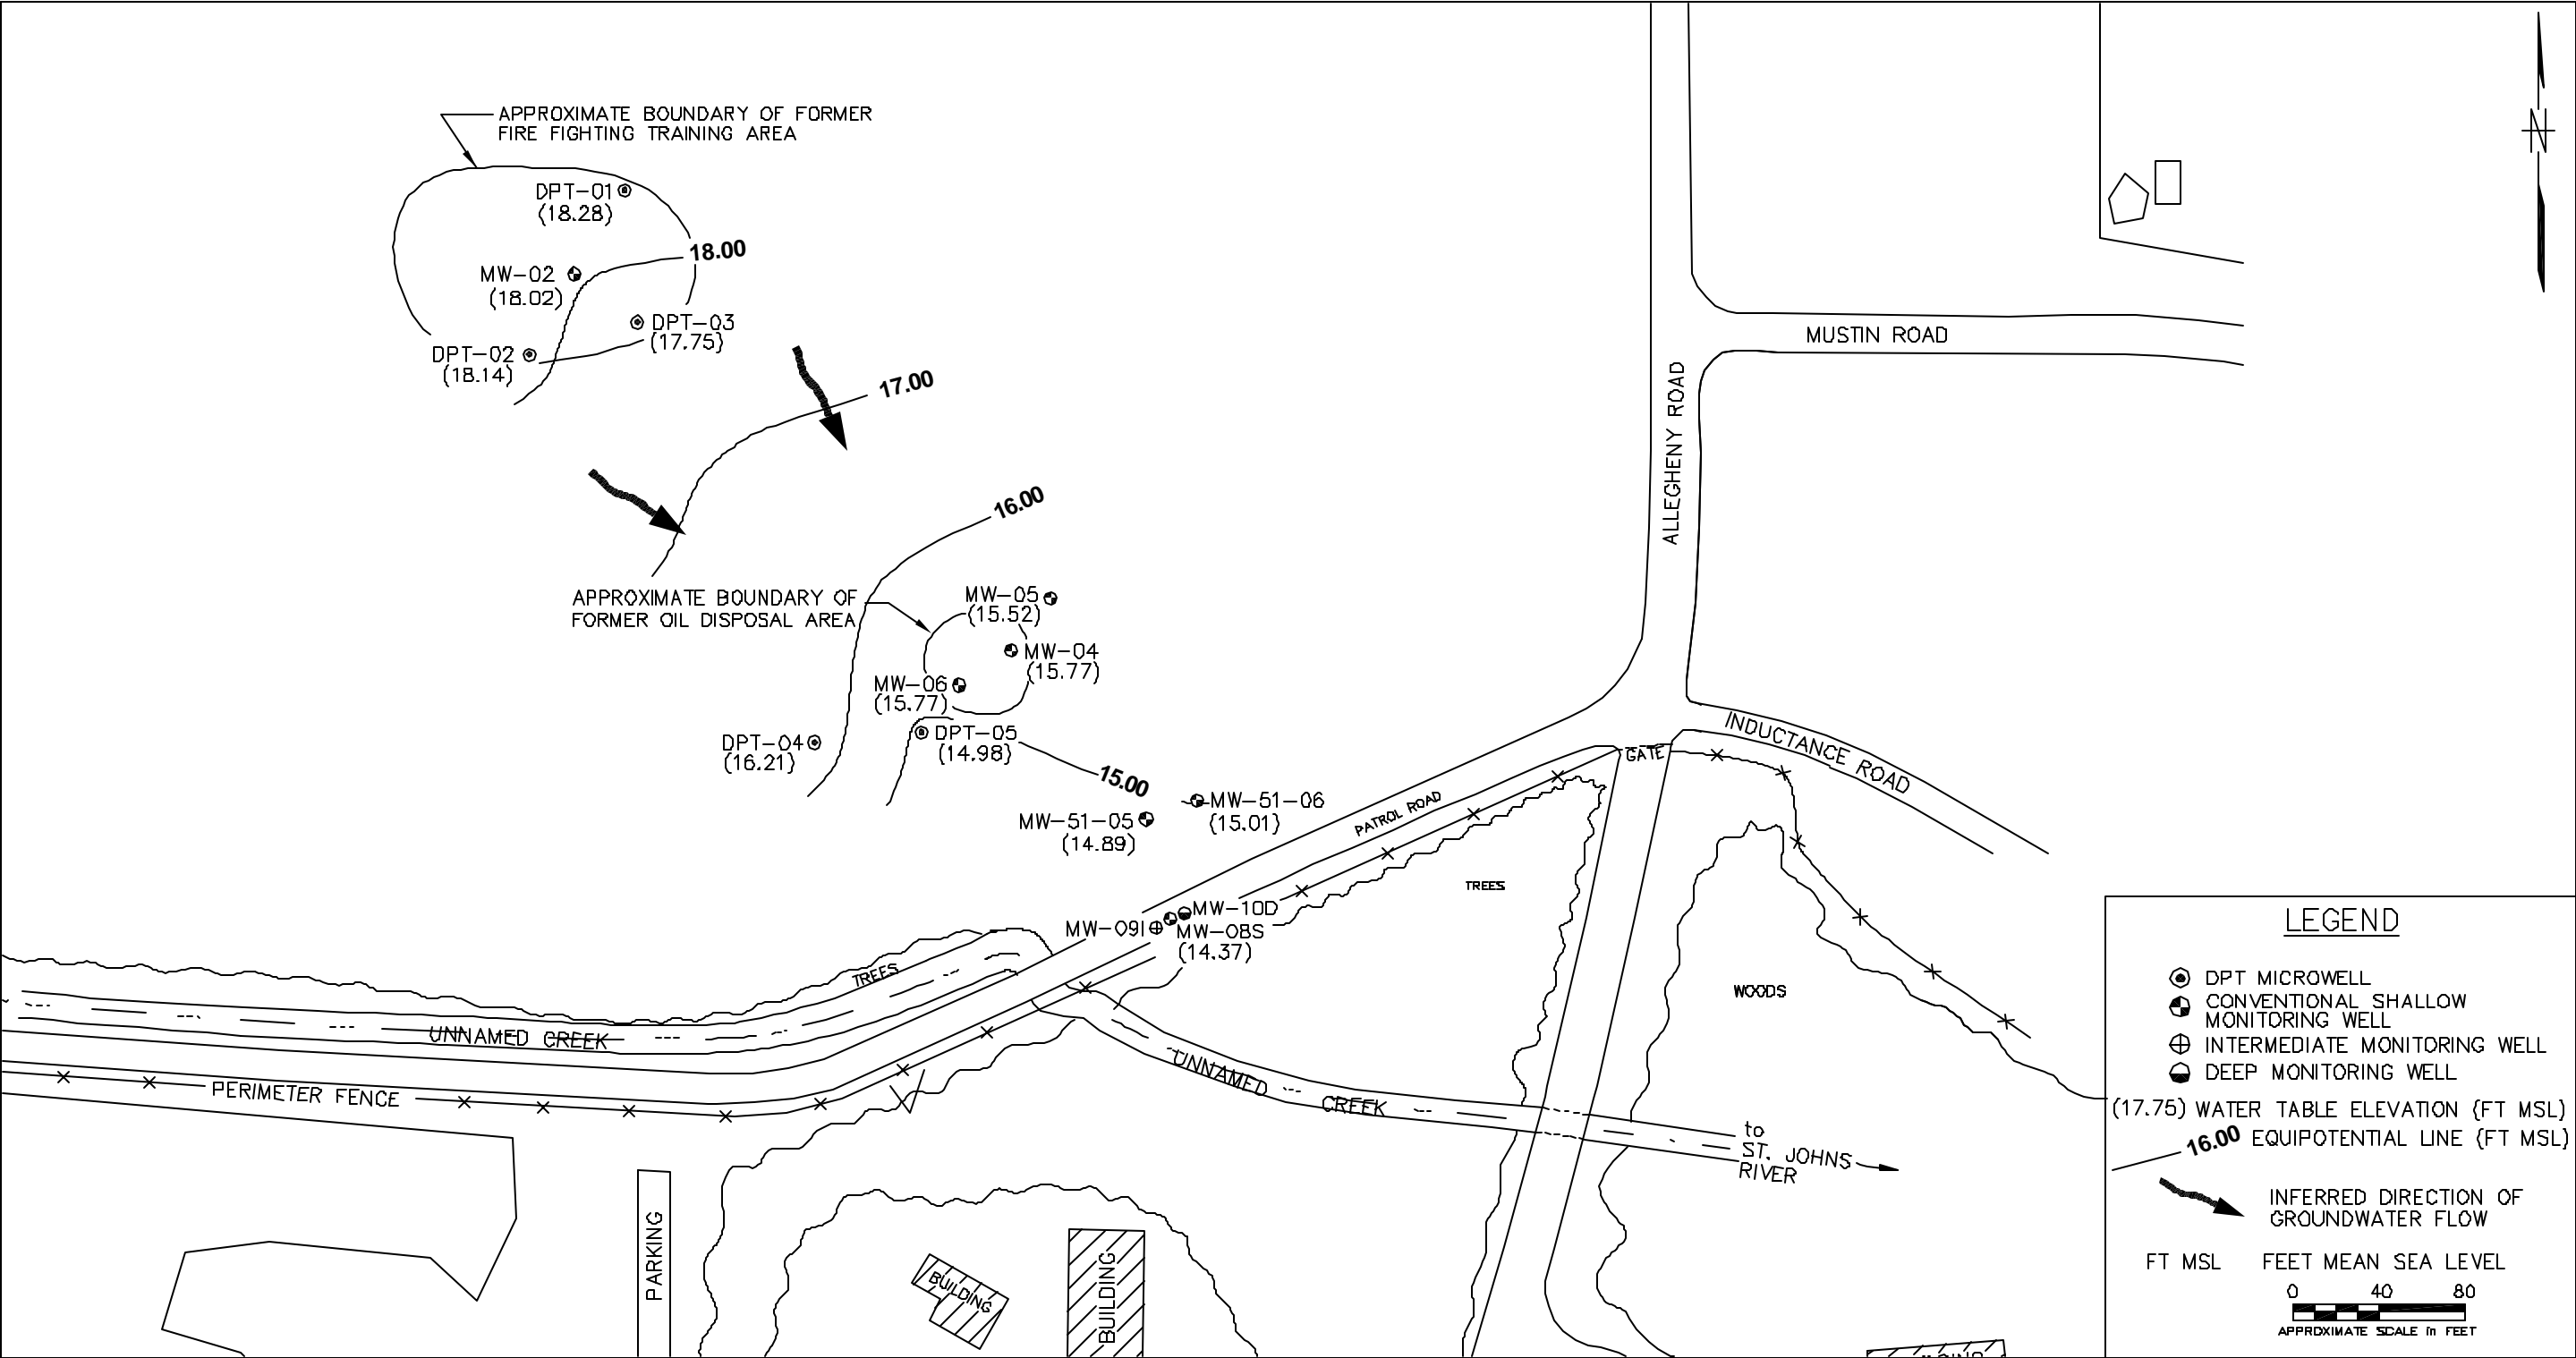 APPROXIMATE BOUNDARY OF FORMER
FIRE FIGHTING TRAINING AREA
DPT-01
(18.28)
18.00
MW-02
(18.02)
DPT-03
(17.75)
DPT-02
(18.14)
17.00
16.00
APPROXIMATE BOUNDARY OF
FORMER OIL DISPOSAL AREA
MW-05
(15.52)
MW-04
(15.77)
MW-06
(15.77)
DPT-04
(16.21)
DPT-05
(14.98)
15.00
MW-51-06
(15.01)
MW-51-05
(14.89)
MW-10D
MW-09I
MW-08S
(14.37)
N
MUSTIN ROAD
ALLEGHENY ROAD
INDUCTANCE ROAD
GATE
PATROL ROAD
TREES
WOODS
TREES
UNNAMED CREEK
PERIMETER FENCE
UNNAMED
CREEK
to
ST. JOHNS
RIVER
PARKING
BUILDING
BUILDING
LEGEND
DPT MICROWELL
CONVENTIONAL SHALLOW
MONITORING WELL
INTERMEDIATE MONITORING WELL
DEEP MONITORING WELL
(17.75) WATER TABLE ELEVATION (FT MSL)
16.00 EQUIPOTENTIAL LINE (FT MSL)
INFERRED DIRECTION OF
GROUNDWATER FLOW
FT MSL FEET MEAN SEA LEVEL
0 40 80
APPROXIMATE SCALE in FEET